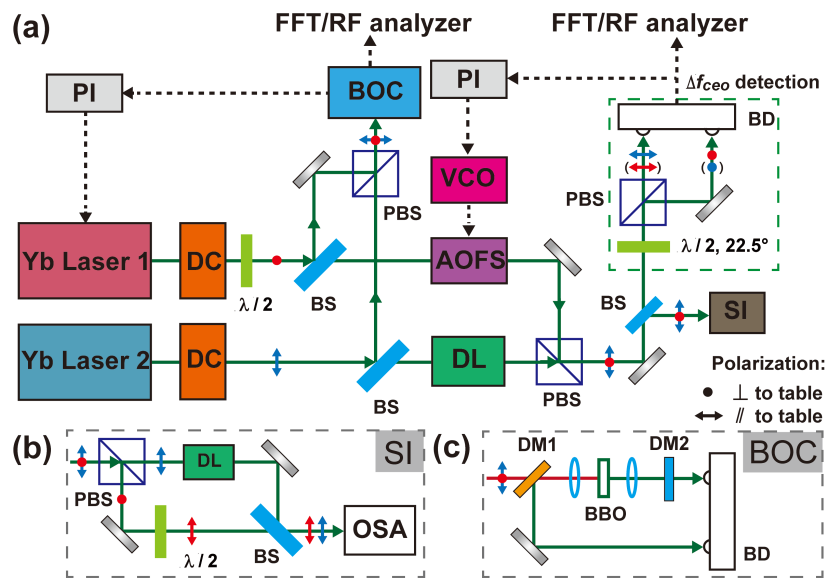 (a)
FFT/RF analyzer
FFT/RF analyzer
PI
BOC
PI
Δf_ceo detection
BD
VCO
PBS
PBS
Yb Laser 1
DC
λ / 2
BS
AOFS
λ / 2, 22.5°
BS
SI
Yb Laser 2
DC
BS
DL
PBS
Polarization:
⊥ to table
// to table
(b)
SI
PBS
DL
λ / 2
BS
OSA
(c)
BOC
DM1
DM2
BBO
BD